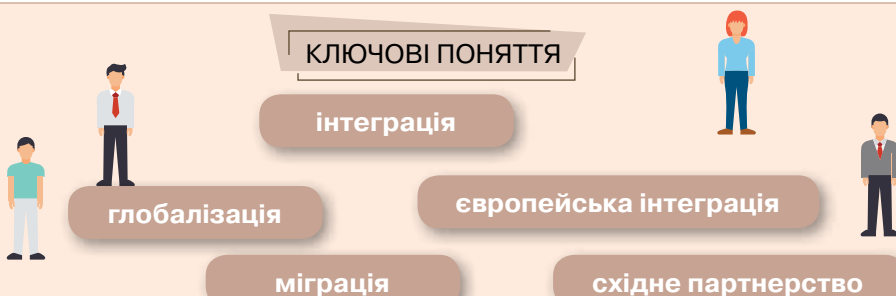 КЛЮЧОВІ ПОНЯТТЯ
інтеграція
глобалізація
європейська інтеграція
міграція
східне партнерство